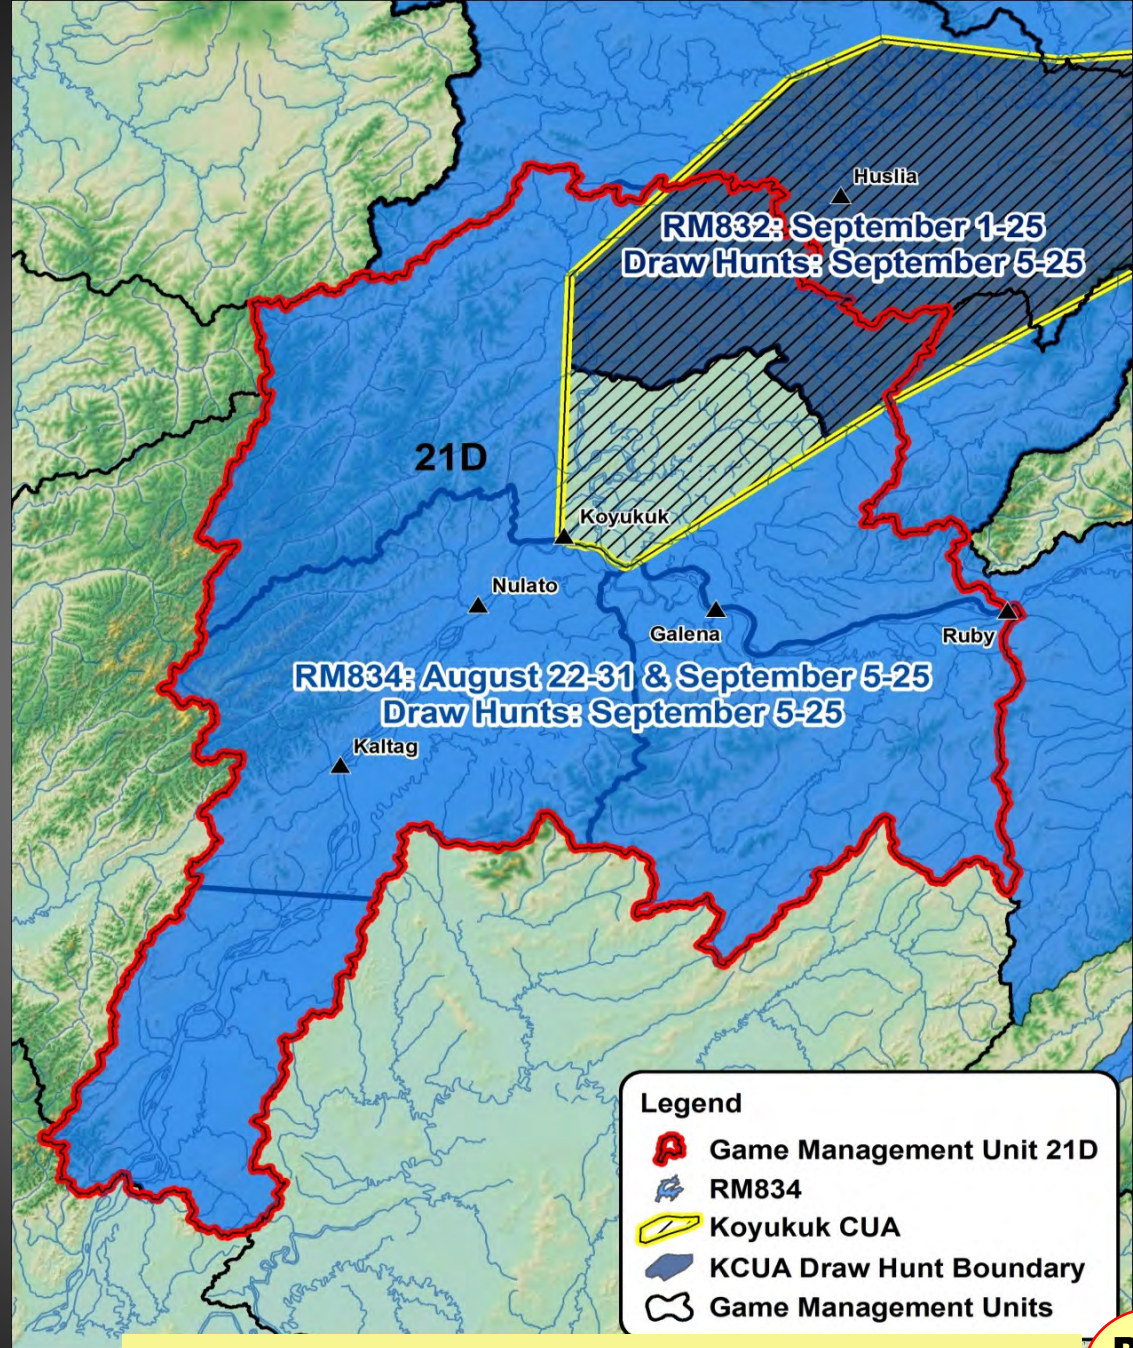 Huslia
RM832: September 1-25
Draw Hunts: September 5-25
21D
Koyukuk
Nulato
Galena
Ruby
RM834: August 22-31 & September 5-25
Draw Hunts: September 5-25
Kaltag
Legend
Game Management Unit 21D
RM834
Koyukuk CUA
KCUA Draw Hunt Boundary
Game Management Units